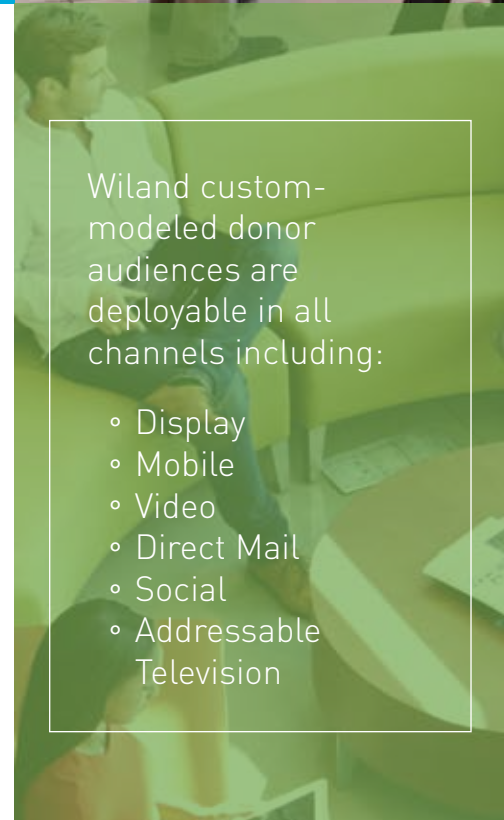 Wiland custom-
modeled donor
audiences are
deployable in all
channels including:
◦ Display
◦ Mobile
◦ Video
◦ Direct Mail
◦ Social
◦ Addressable
Television